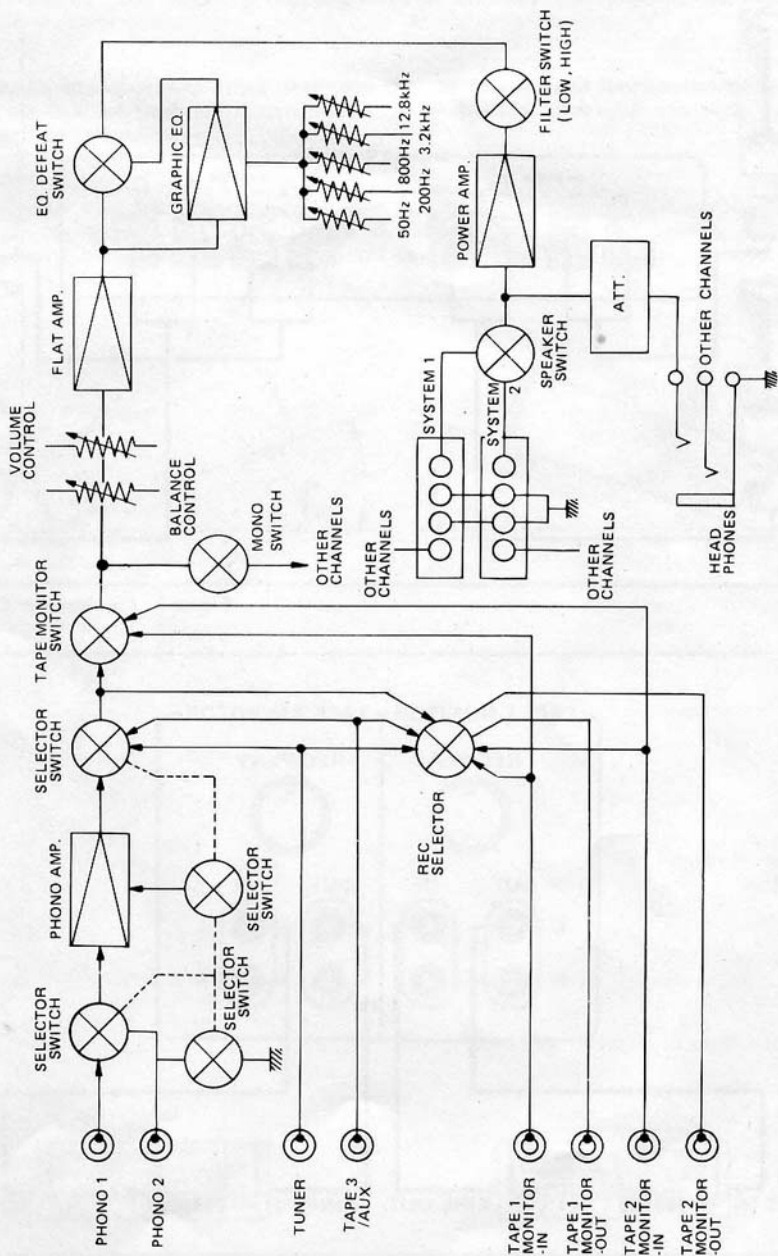 PHONO 1
PHONO 2
TUNER
TAPE 3
/AUX
TAPE 1
MONITOR
IN
TAPE 1
MONITOR
OUT
TAPE 2
MONITOR
IN
TAPE 2
MONITOR
OUT
SELECTOR
SWITCH
SELECTOR
SWITCH
PHONO AMP.
SELECTOR
SWITCH
SELECTOR
SWITCH
REC
SELECTOR
TAPE MONITOR
SWITCH
MONO
SWITCH
OTHER
CHANNELS
BALANCE
CONTROL
VOLUME
CONTROL
FLAT AMP.
EQ. DEFEAT
SWITCH
GRAPHIC EQ.
50Hz
200Hz
800Hz
3.2kHz
12.8kHz
FILTER SWITCH
(LOW, HIGH)
POWER AMP.
SPEAKER
SWITCH
SYSTEM 1
SYSTEM
2
OTHER
CHANNELS
OTHER
CHANNELS
ATT.
OTHER CHANNELS
HEAD
PHONES